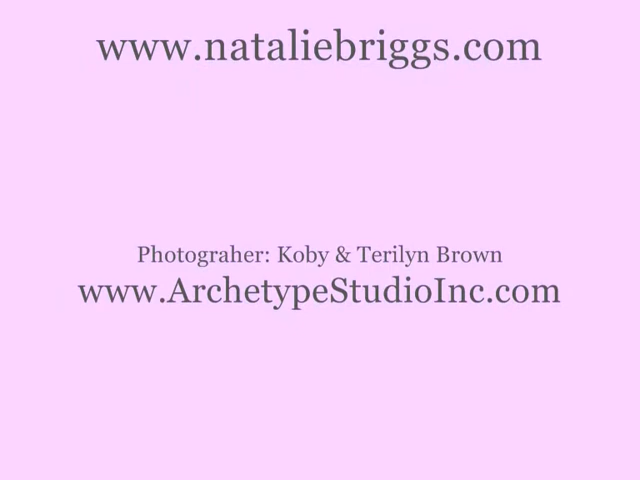 www.nataliebriggs.com
Photograher: Koby & Terilyn Brown
www.ArchetypeStudioInc.com